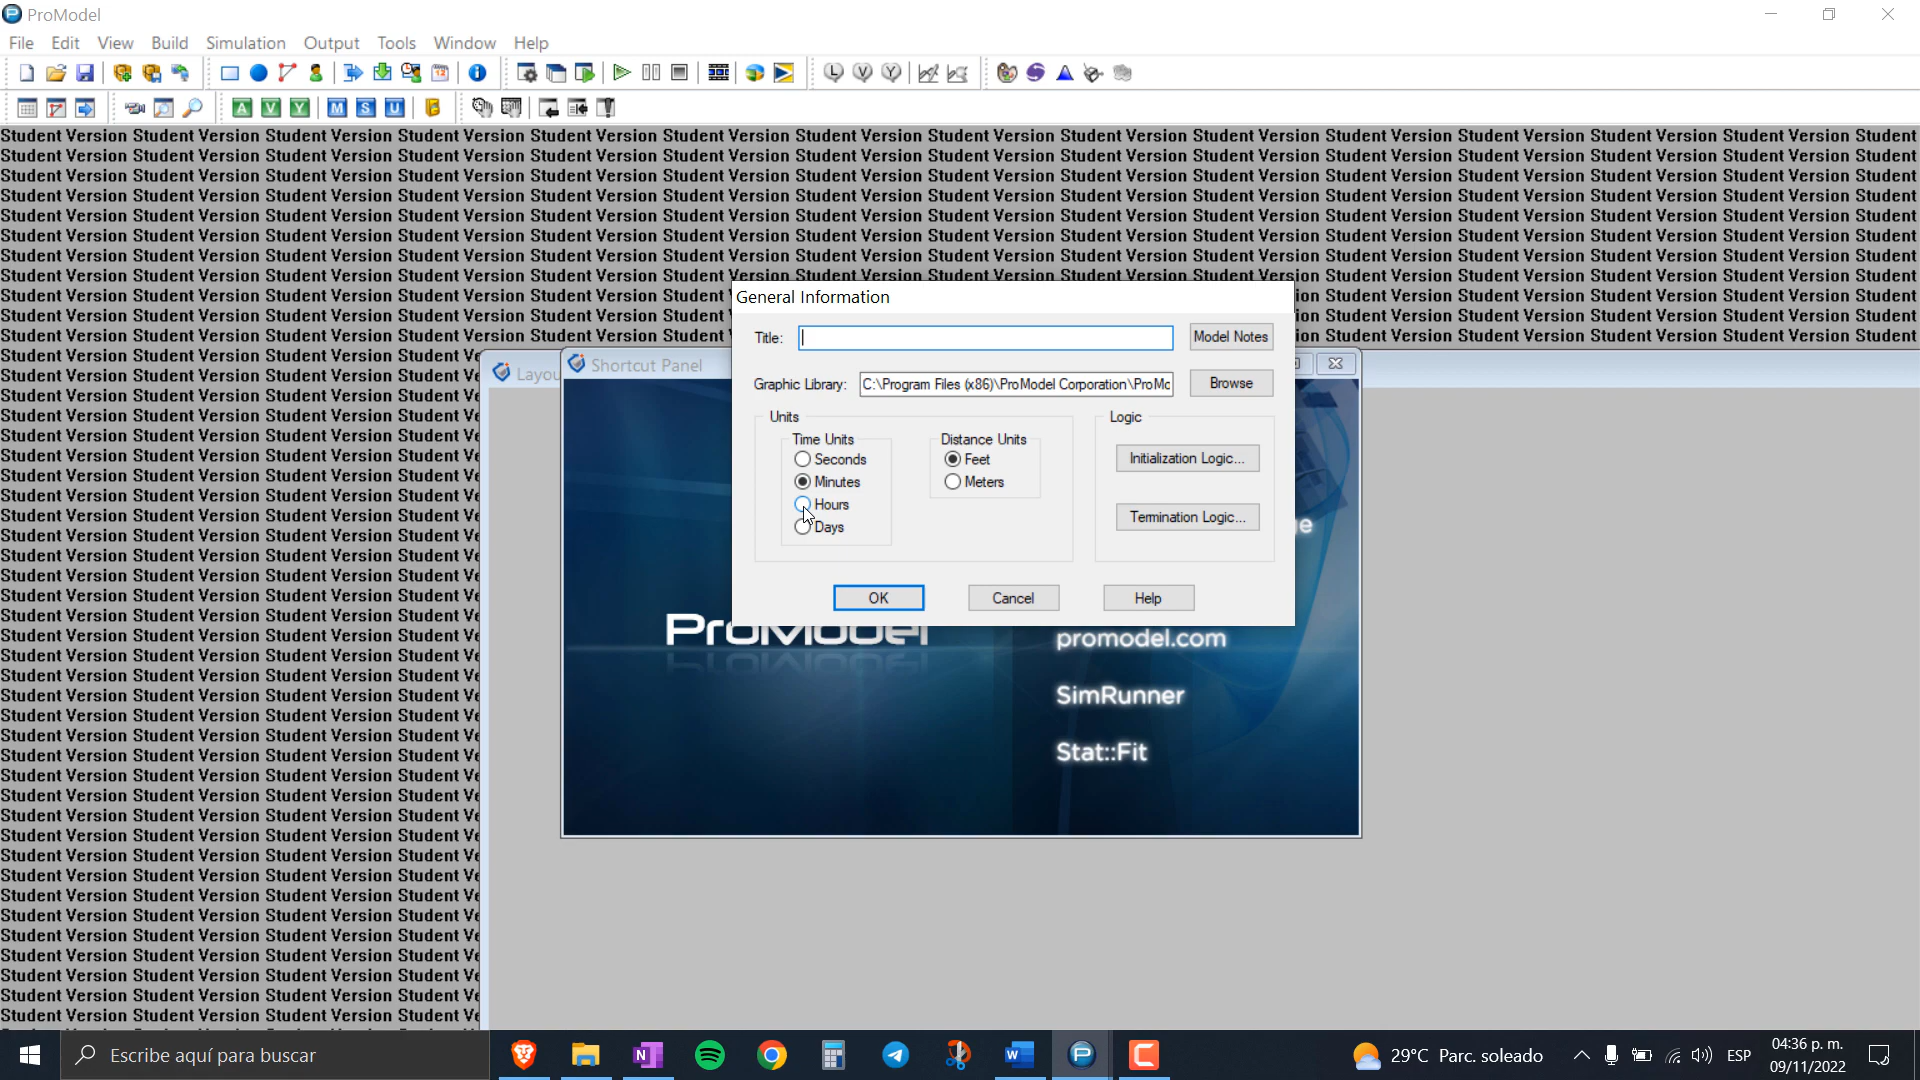 ProModel
File Edit View Build Simulation Output Tools Window Help
Student Version Student Version Student Version Student Version Student Version Student Version Student Version Student Version Student Version Student Version Student Version Student Version Student Version Student Version Student
General Information
Title:
Model Notes
Shortcut Panel
Layou
Graphic Library: C:\Program Files (x86)\ProModel Corporation\ProMc Browse
Units
Logic
Time Units
Distance Units
Seconds
Feet
Initialization Logic...
Minutes
Meters
Hours
Termination Logic...
Days
OK
Cancel
Help
ProModel
promodel.com
SimRunner
Stat::Fit
Escribe aquí para buscar
29°C Parc. soleado
ESP
04:36 p. m.
09/11/2022